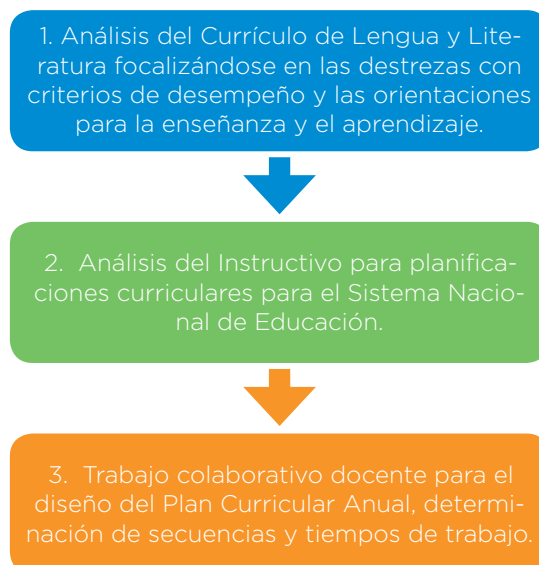 1. Análisis del Currículo de Lengua y Lite-
ratura focalizándose en las destrezas con
criterios de desempeño y las orientaciones
para la enseñanza y el aprendizaje.
2. Análisis del Instructivo para planifica-
ciones curriculares para el Sistema Nacio-
nal de Educación.
3. Trabajo colaborativo docente para el
diseño del Plan Curricular Anual, determi-
nación de secuencias y tiempos de trabajo.